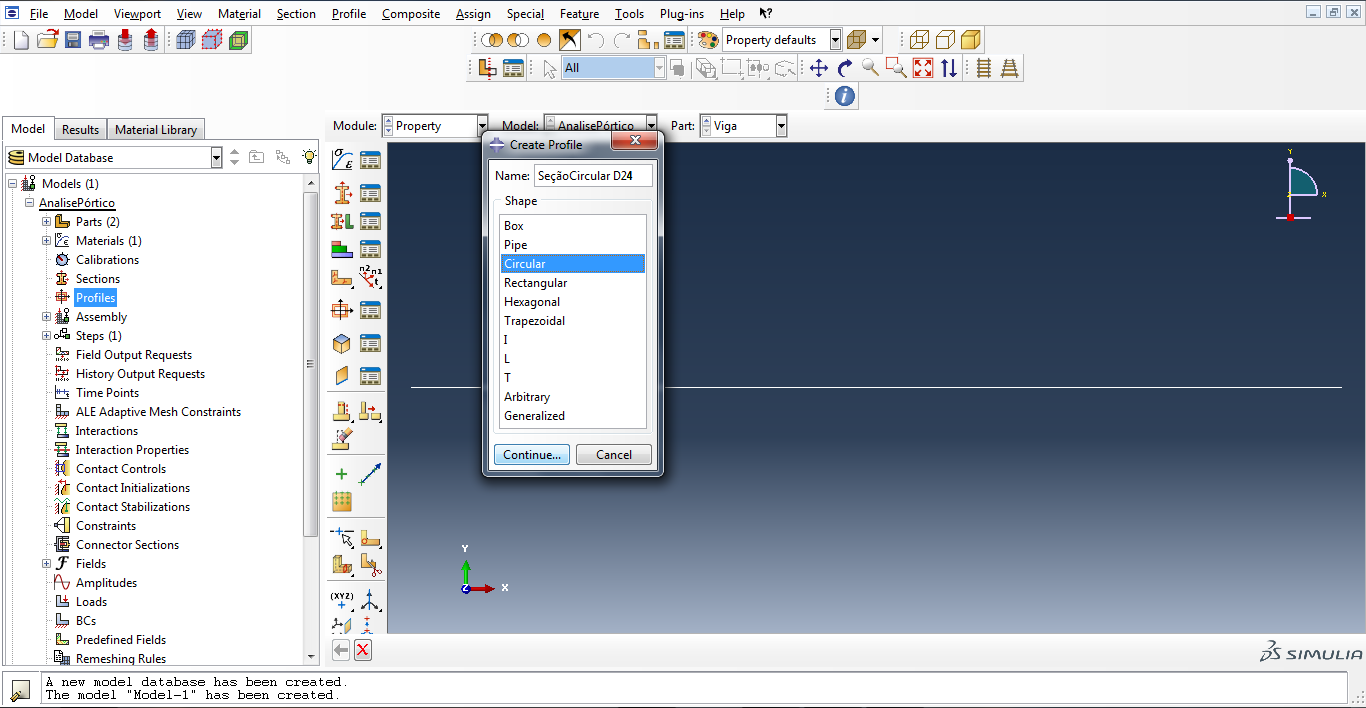 File Model Viewport View Material Section Profile Composite Assign Special Feature Tools Plug-ins Help
Property defaults
All
Model Results Material Library
Module: Property Model: AnalisePórtico Part: Viga
Model Database
Models (1)
AnalisePórtico
Parts (2)
Materials (1)
Calibrations
Sections
Profiles
Assembly
Steps (1)
Field Output Requests
History Output Requests
Time Points
ALE Adaptive Mesh Constraints
Interactions
Interaction Properties
Contact Controls
Contact Initializations
Contact Stabilizations
Constraints
Connector Sections
Fields
Amplitudes
Loads
BCs
Predefined Fields
Remeshing Rules
(XYZ)
Create Profile
Name: SeçãoCircular D24
Shape
Box
Pipe
Circular
Rectangular
Hexagonal
Trapezoidal
I
L
T
Arbitrary
Generalized
Continue... Cancel
Y
X
Y
Z X
SIMULIA
A new model database has been created.
The model "Model-1" has been created.